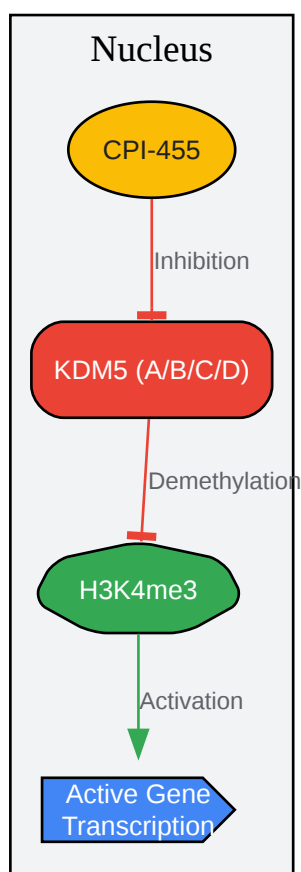 Nucleus
CPI-455
Inhibition
KDM5 (A/B/C/D)
Demethylation
H3K4me3
Activation
Active Gene
Transcription